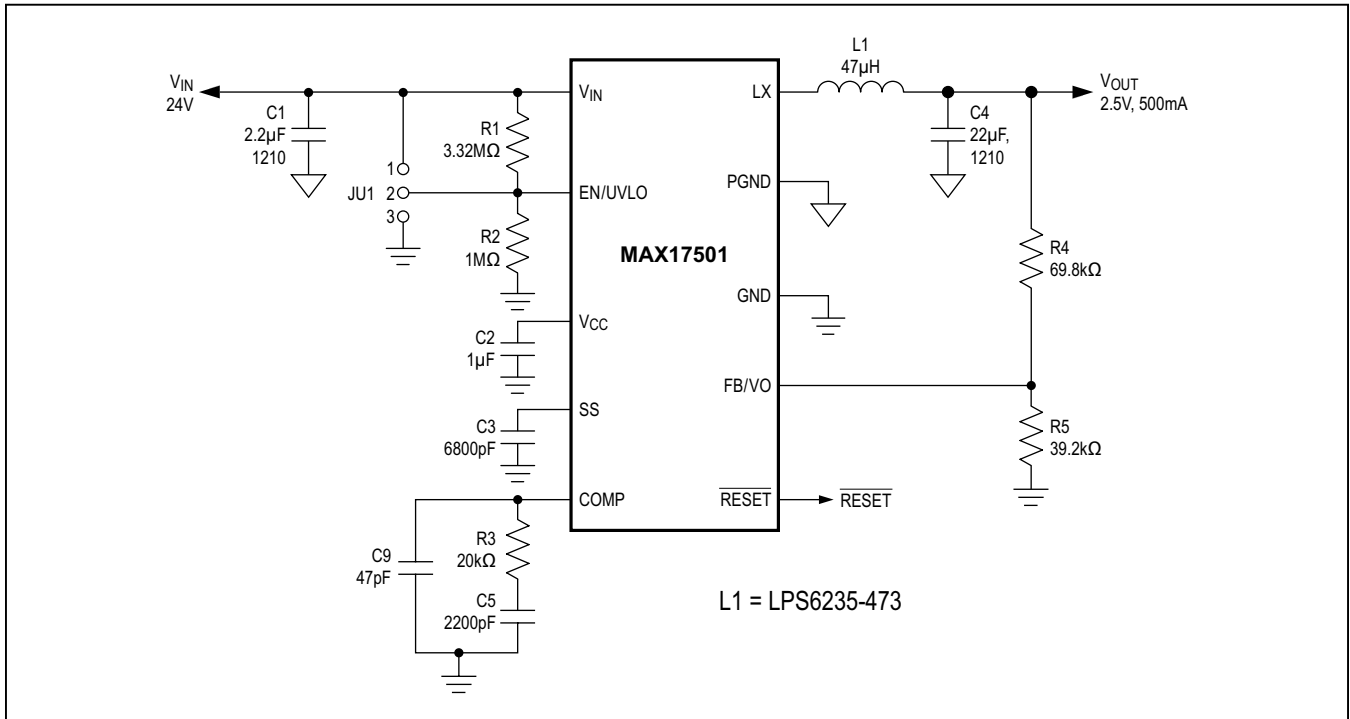 VIN
24V
C1
2.2µF
1210
JU1
1
2
3
R1
3.32MΩ
R2
1MΩ
C2
1µF
C3
6800pF
C9
47pF
R3
20kΩ
C5
2200pF
VIN
EN/UVLO
VCC
SS
COMP
MAX17501
LX
PGND
GND
FB/VO
RESET
RESET
L1
47µH
C4
22µF,
1210
VOUT
2.5V, 500mA
R4
69.8kΩ
R5
39.2kΩ
L1 = LPS6235-473